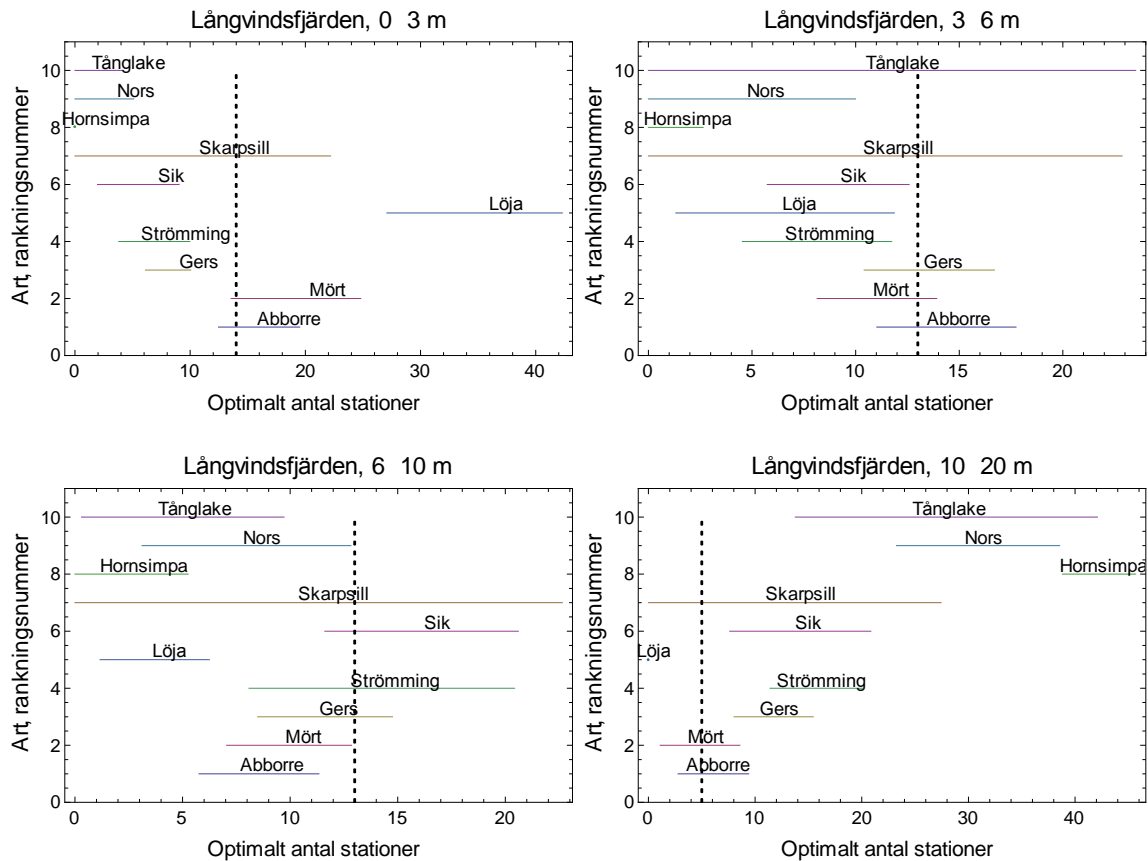 Långvindsfjärden, 0 3 m
Art, rankningsnummer
10
8
6
4
2
0
Tånglake
Nors
Hornsimpa
Skarpsill
Sik
Löja
Strömming
Gers
Mört
Abborre
0 10 20 30 40
Optimalt antal stationer
Långvindsfjärden, 3 6 m
Art, rankningsnummer
10
8
6
4
2
0
Tånglake
Nors
Hornsimpa
Skarpsill
Sik
Löja
Strömming
Gers
Mört
Abborre
0 5 10 15 20
Optimalt antal stationer
Långvindsfjärden, 6 10 m
Art, rankningsnummer
10
8
6
4
2
0
Tånglake
Nors
Hornsimpa
Skarpsill
Sik
Löja
Strömming
Gers
Mört
Abborre
0 5 10 15 20
Optimalt antal stationer
Långvindsfjärden, 10 20 m
Art, rankningsnummer
10
8
6
4
2
0
Tånglake
Nors
Hornsimpa
Skarpsill
Sik
Löja
Strömming
Gers
Mört
Abborre
0 10 20 30 40
Optimalt antal stationer